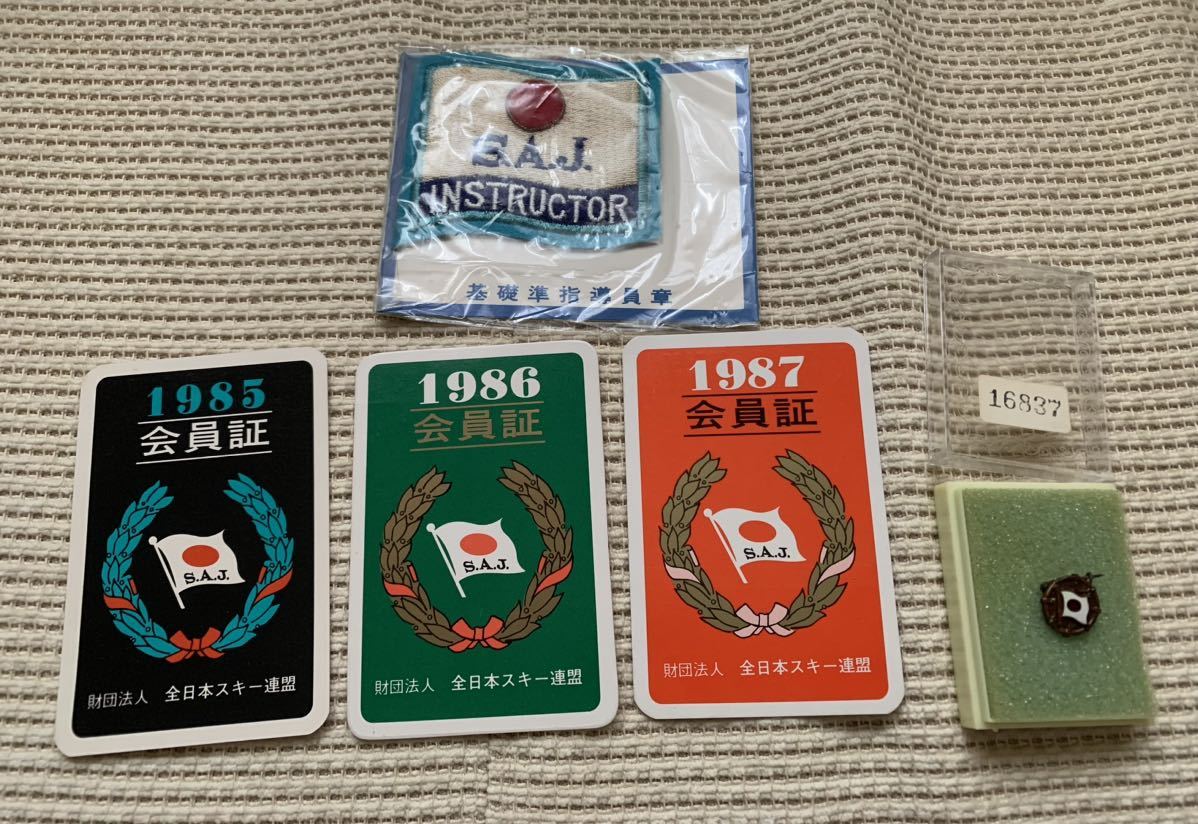 S.A.J.
INSTRUCTOR
基礎準指導員章
1985
会員証
S.A.J.
財団法人 全日本スキー連盟
1986
会員証
S.A.J.
財団法人 全日本スキー連盟
1987
会員証
S.A.J.
財団法人 全日本スキー連盟
16837